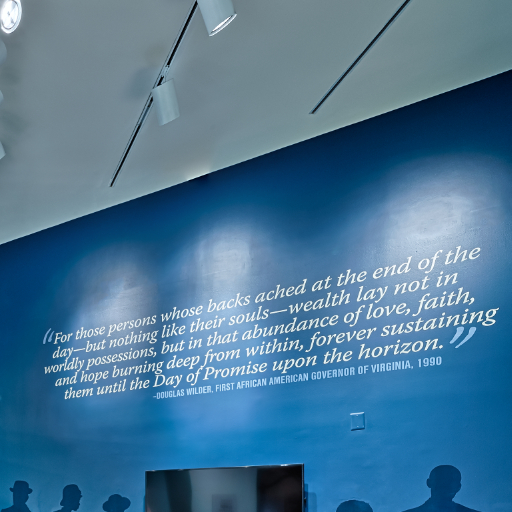 “For those persons whose backs ached at the end of the
day—but nothing like their souls—wealth lay not in
worldly possessions, but in that abundance of love, faith,
and hope burning deep from within, forever sustaining
them until the Day of Promise upon the horizon.”
-DOUGLAS WILDER, FIRST AFRICAN AMERICAN GOVERNOR OF VIRGINIA, 1990